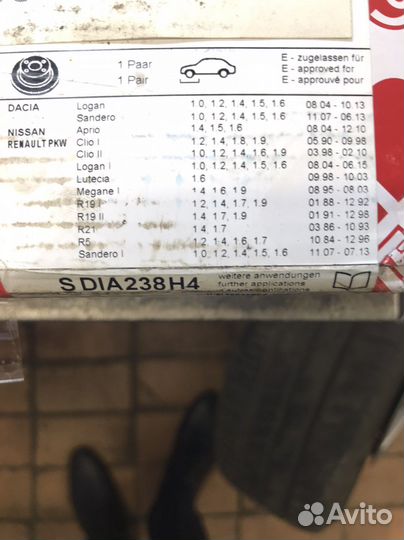 1 Paar
1 Pair
E - zugelassen für
E - approved for
E - approuvé pour
DACIA Logan 1.0, 1.2, 1.4, 1.5, 1.6 08.04 - 10.13
Sandero 1.0, 1.2, 1.4, 1.5, 1.6 11.07 - 06.13
NISSAN Aprio 1.4, 1.5, 1.6 08.04 - 12.10
RENAULT PKW Clio I 1.2, 1.4, 1.8, 1.9, 05.90 - 09.98
Clio II 1.0, 1.2, 1.4, 1.6, 1.9 03.98 - 02.10
Logan I 1.0, 1.2, 1.4, 1.5, 1.6 08.04 - 06.15
Lutecia 1.6 09.98 - 10.03
Megane I 1.4 1.6, 1.9 08.95 - 08.03
R19 I 1.2, 1.4, 1.7, 1.9 01.88 - 12.92
R19 II 1.4 1.7, 1.9 01.91 - 12.98
R21 1.4, 1.7 03.86 - 10.93
R5 1.2 1.4, 1.6, 1.7 10.84 - 12.96
Sandero I 1.0, 1.2, 1.4, 1.5, 1.6 11.07 - 07.13
SDIA238H4
weitere anwendungen
further applications
Avito